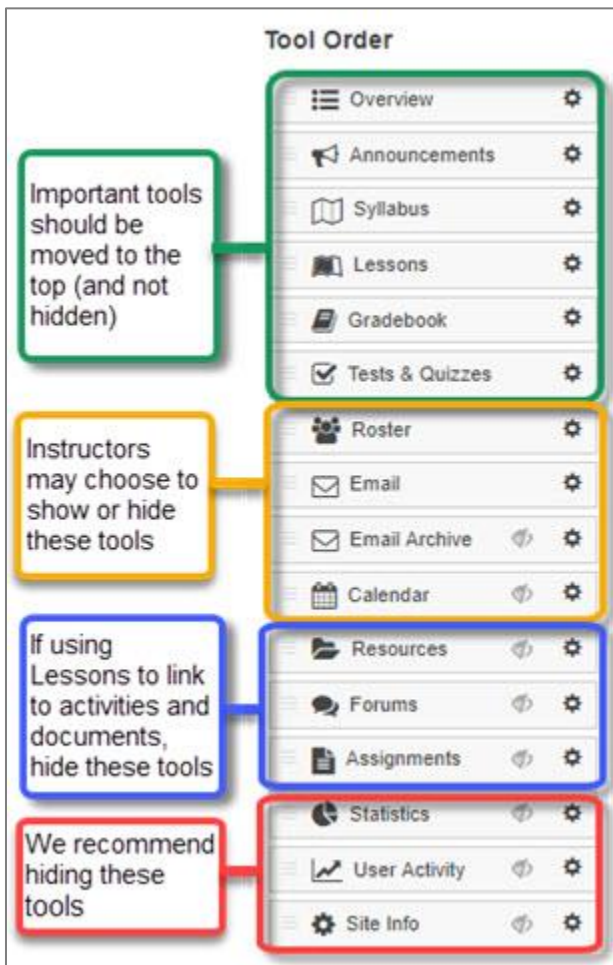 Tool Order
Overview
Announcements
Syllabus
Lessons
Gradebook
Tests & Quizzes
Important tools
should be
moved to the
top (and not
hidden)
Roster
Email
Email Archive
Calendar
Instructors
may choose to
show or hide
these tools
Resources
Forums
Assignments
If using
Lessons to link
to activities and
documents,
hide these tools
Statistics
User Activity
Site Info
We recommend
hiding these
tools